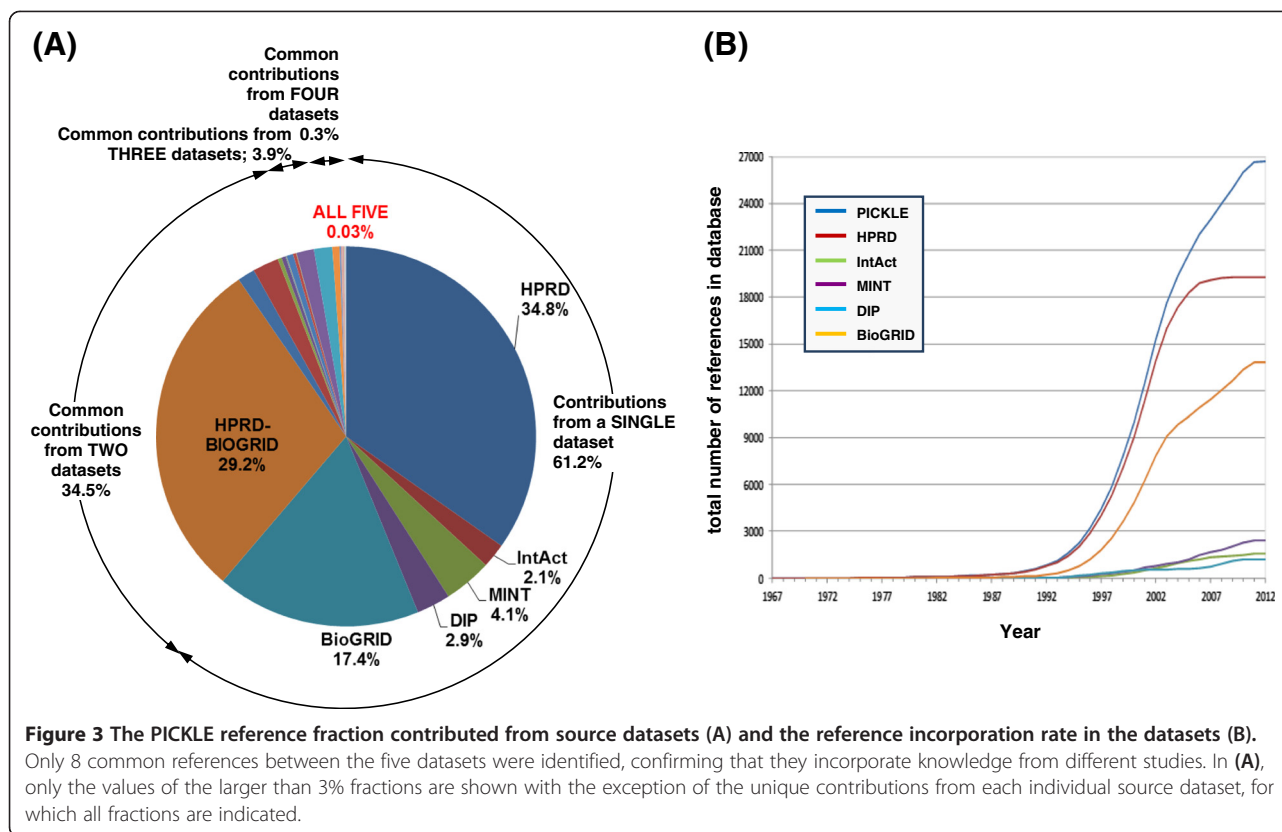 (A)
Common
contributions
from FOUR
datasets
0.3%
Common contributions from
THREE datasets; 3.9%
ALL FIVE
0.03%
HPRD
34.8%
Contributions
from a SINGLE
dataset
61.2%
IntAct
2.1%
MINT
4.1%
DIP
2.9%
BioGRID
17.4%
HPRD-
BIOGRID
29.2%
Common
contributions
from TWO
datasets
34.5%
(B)
total number of references in database
27000
24000
21000
18000
15000
12000
9000
6000
3000
0
PICKLE
HPRD
IntAct
MINT
DIP
BioGRID
1967
1972
1977
1982
1987
1992
1997
2002
2007
2012
Year
Figure 3 The PICKLE reference fraction contributed from source datasets (A) and the reference incorporation rate in the datasets (B).
Only 8 common references between the five datasets were identified, confirming that they incorporate knowledge from different studies. In (A),
only the values of the larger than 3% fractions are shown with the exception of the unique contributions from each individual source dataset, for
which all fractions are indicated.